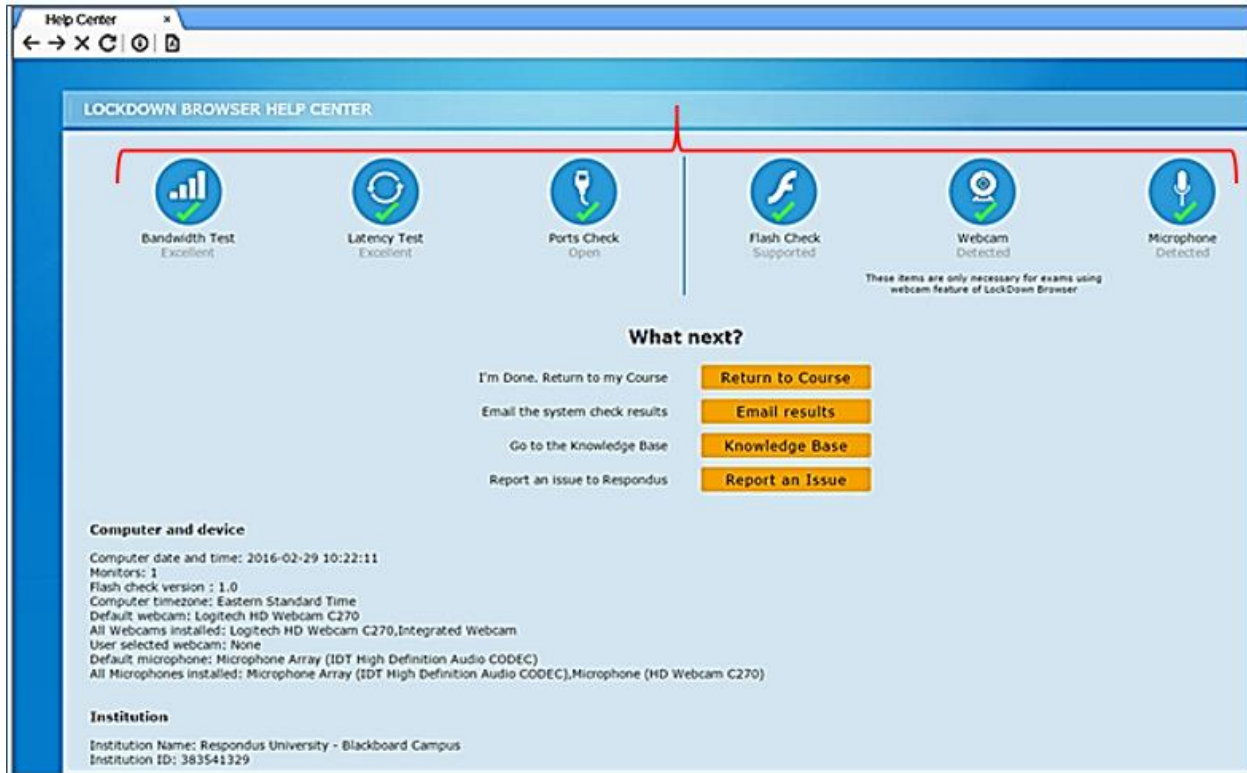 Help Center
LOCKDOWN BROWSER HELP CENTER
Bandwidth Test
Excellent
Latency Test
Excellent
Ports Check
Open
Flash Check
Supported
Webcam
Detected
Microphone
Detected
These items are only necessary for exams using
webcam feature of LockDown Browser
What next?
I'm Done. Return to my Course Return to Course
Email the system check results Email results
Go to the Knowledge Base Knowledge Base
Report an issue to Respondus Report an Issue
Computer and device
Computer date and time: 2016-02-29 10:22:11
Monitors: 1
Flash check version : 1.0
Computer timezone: Eastern Standard Time
Default webcam: Logitech HD Webcam C270
All Webcams installed: Logitech HD Webcam C270,Integrated Webcam
User selected webcam: None
Default microphone: Microphone Array (IDT High Definition Audio CODEC)
All Microphones installed: Microphone Array (IDT High Definition Audio CODEC),Microphone (HD Webcam C270)
Institution
Institution Name: Respondus University - Blackboard Campus
Institution ID: 383541329